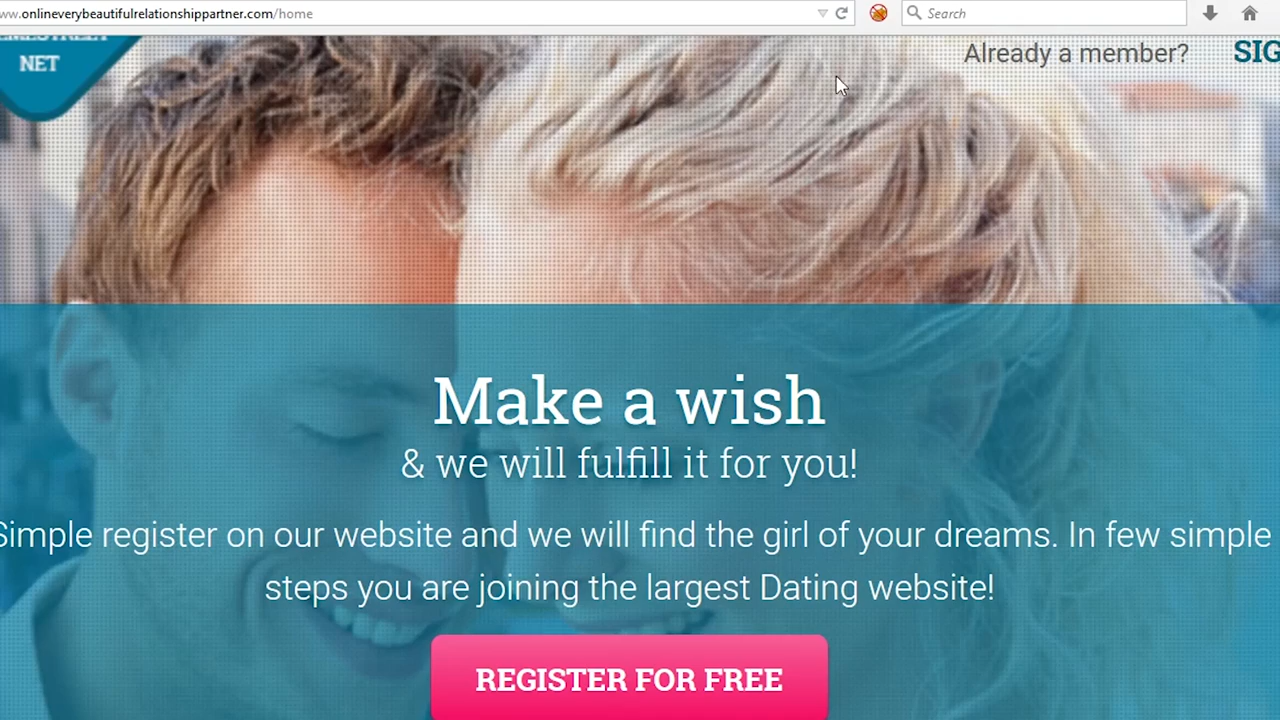 ww.onlineverybeautifulrelationshippartner.com/home
Search
NET
Already a member?
SIG
Make a wish
& we will fulfill it for you!
Simple register on our website and we will find the girl of your dreams. In few simple
steps you are joining the largest Dating website!
REGISTER FOR FREE